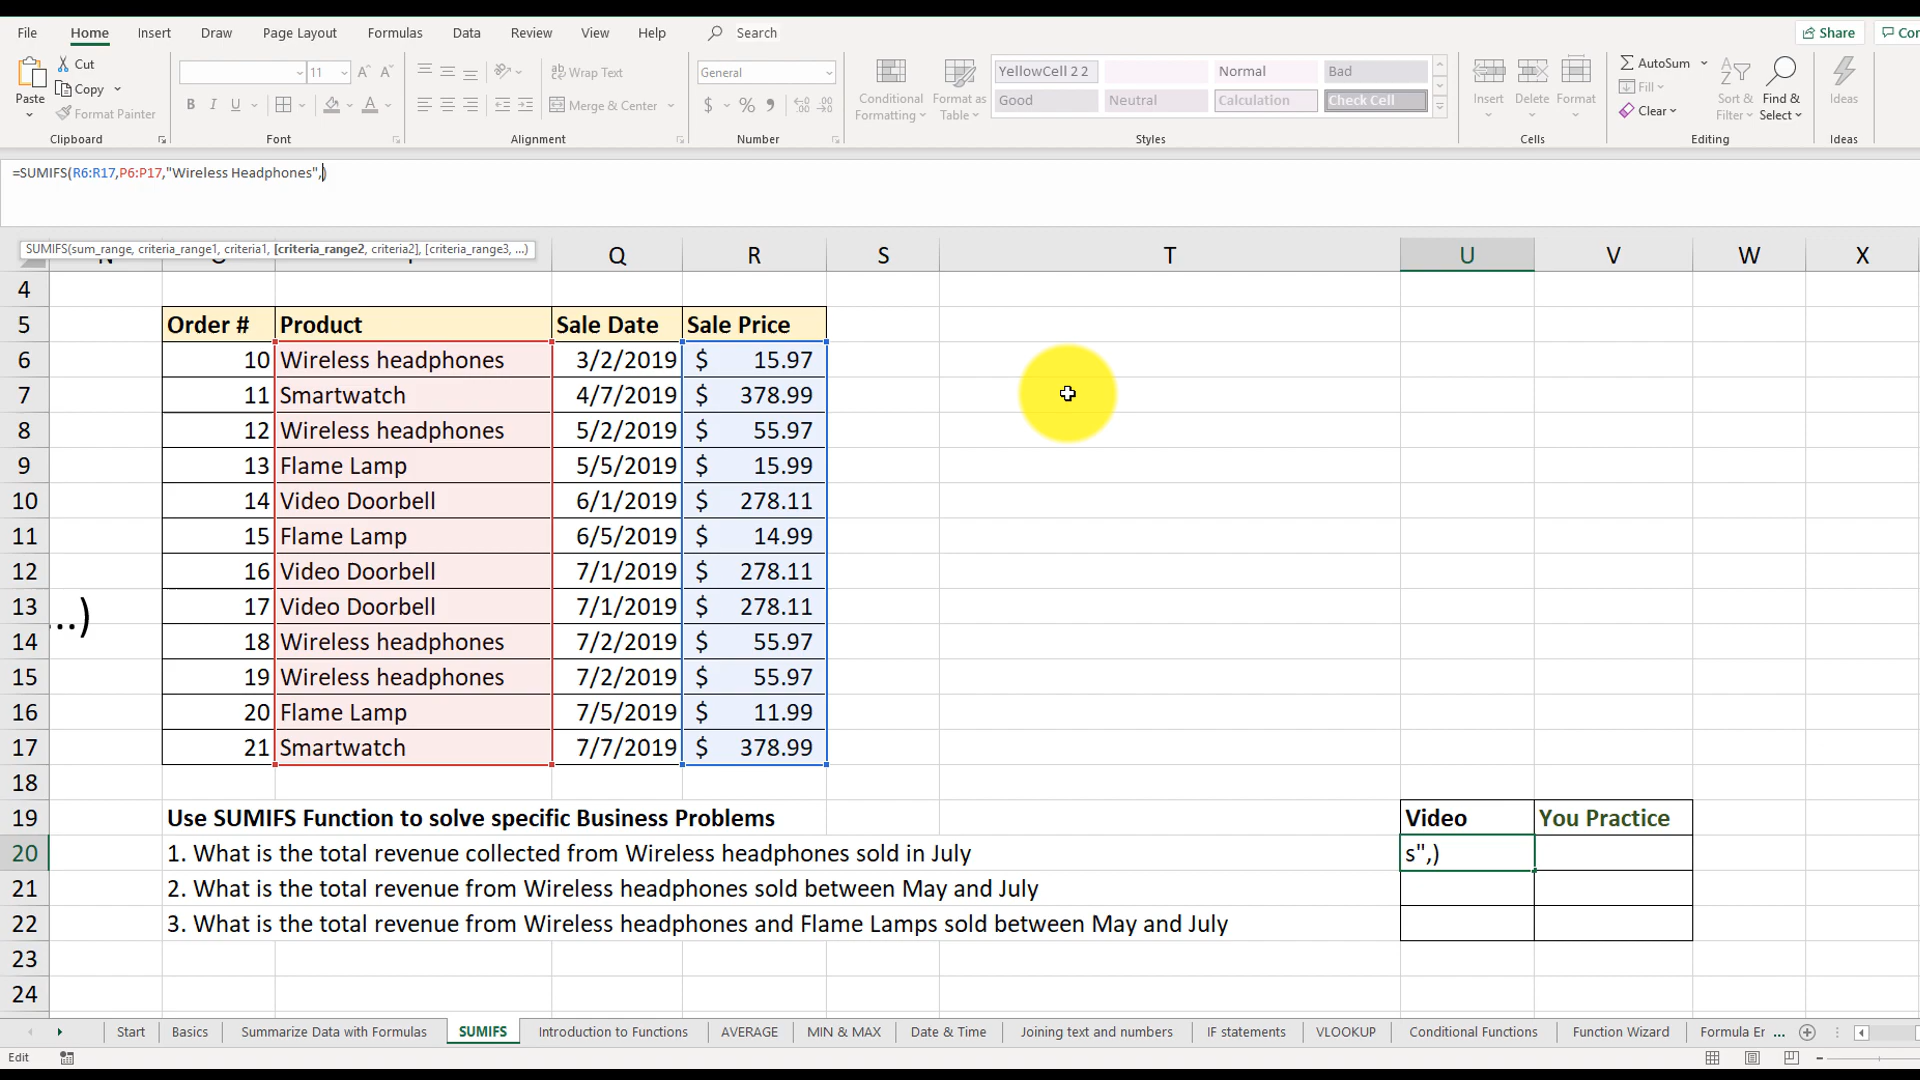 File Home Insert Draw Page Layout Formulas Data Review View Help Search Share
Cut
Copy
Format Painter
Paste
11
Wrap Text
Merge & Center
General
$ % ,
Conditional Formatting
Format as Table
YellowCell 2 2 Normal Bad
Good Neutral Calculation Check Cell
Insert Delete Format
AutoSum
Fill
Clear
Sort & Filter
Find & Select
Ideas
Clipboard Font Alignment Number Styles Cells Editing Ideas
=SUMIFS(R6:R17,P6:P17,"Wireless Headphones",)
SUMIFS(sum_range, criteria_range1, criteria1, [criteria_range2, criteria2], [criteria_range3, ...)
Q R S T U V W X
4
5 Order # Product Sale Date Sale Price
6 10 Wireless headphones 3/2/2019 $ 15.97
7 11 Smartwatch 4/7/2019 $ 378.99
8 12 Wireless headphones 5/2/2019 $ 55.97
9 13 Flame Lamp 5/5/2019 $ 15.99
10 14 Video Doorbell 6/1/2019 $ 278.11
11 15 Flame Lamp 6/5/2019 $ 14.99
12 16 Video Doorbell 7/1/2019 $ 278.11
13 ...) 17 Video Doorbell 7/1/2019 $ 278.11
14 18 Wireless headphones 7/2/2019 $ 55.97
15 19 Wireless headphones 7/2/2019 $ 55.97
16 20 Flame Lamp 7/5/2019 $ 11.99
17 21 Smartwatch 7/7/2019 $ 378.99
18
19 Use SUMIFS Function to solve specific Business Problems Video You Practice
20 1. What is the total revenue collected from Wireless headphones sold in July s",)
21 2. What is the total revenue from Wireless headphones sold between May and July
22 3. What is the total revenue from Wireless headphones and Flame Lamps sold between May and July
23
24
Start Basics Summarize Data with Formulas SUMIFS Introduction to Functions AVERAGE MIN & MAX Date & Time Joining text and numbers IF statements VLOOKUP Conditional Functions Function Wizard Formula Er ...
Edit